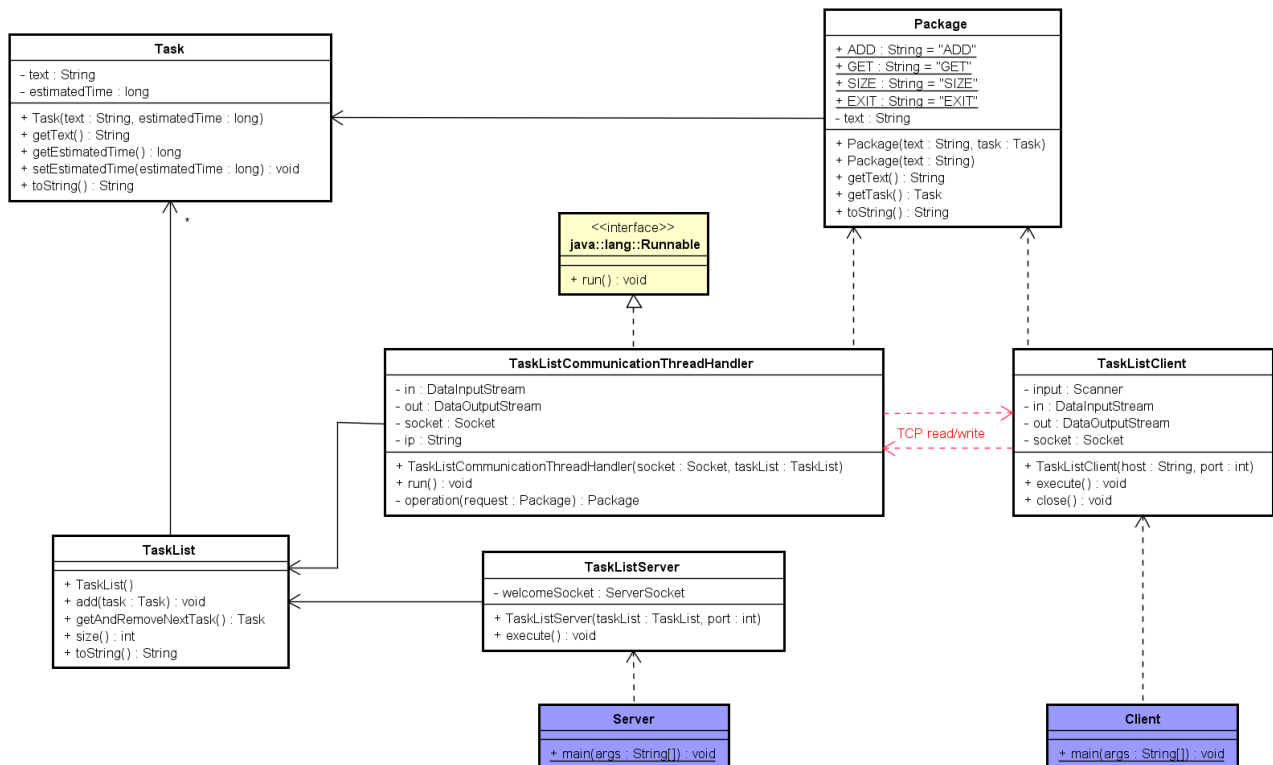 Task
- text : String
- estimatedTime : long
+ Task(text : String, estimatedTime : long)
+ getText() : String
+ getEstimatedTime() : long
+ setEstimatedTime(estimatedTime : long) : void
+ toString() : String
*
Package
+ ADD : String = "ADD"
+ GET : String = "GET"
+ SIZE : String = "SIZE"
+ EXIT : String = "EXIT"
- text : String
+ Package(text : String, task : Task)
+ Package(text : String)
+ getText() : String
+ getTask() : Task
+ toString() : String
<<interface>>
java::lang::Runnable
+ run() : void
TaskListCommunicationThreadHandler
- in : DataInputStream
- out : DataOutputStream
- socket : Socket
- ip : String
+ TaskListCommunicationThreadHandler(socket : Socket, taskList : TaskList)
+ run() : void
- operation(request : Package) : Package
TCP read/write
TaskListClient
- input : Scanner
- in : DataInputStream
- out : DataOutputStream
- socket : Socket
+ TaskListClient(host : String, port : int)
+ execute() : void
+ close() : void
TaskList
+ TaskList()
+ add(task : Task) : void
+ getAndRemoveNextTask() : Task
+ size() : int
+ toString() : String
TaskListServer
- welcomeSocket : ServerSocket
+ TaskListServer(taskList : TaskList, port : int)
+ execute() : void
Server
+ main(args : String[]) : void
Client
+ main(args : String[]) : void